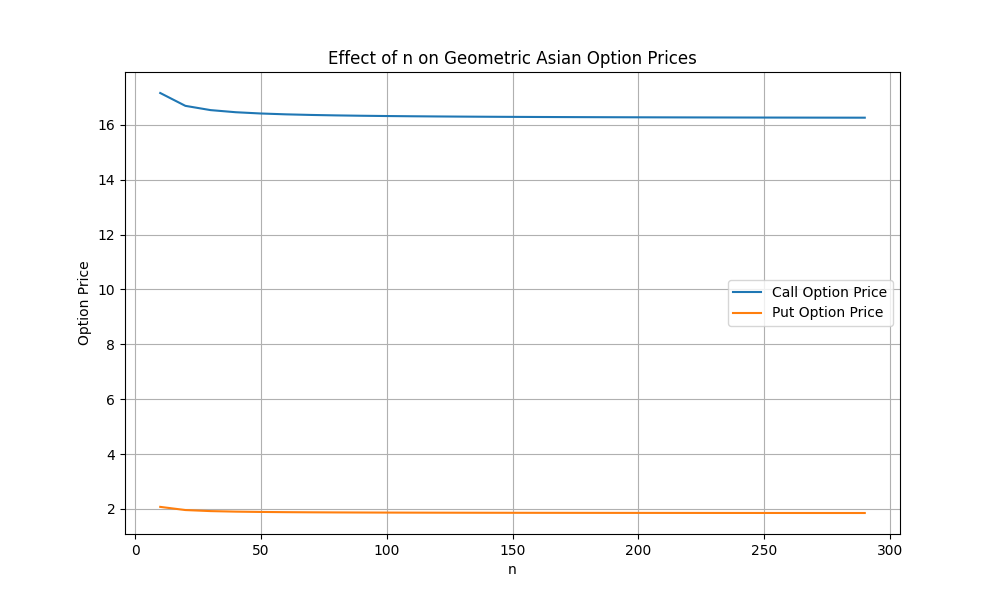 Effect of n on Geometric Asian Option Prices
Option Price
16
14
12
10
8
6
4
2
Call Option Price
Put Option Price
0 50 100 150 200 250 300
n